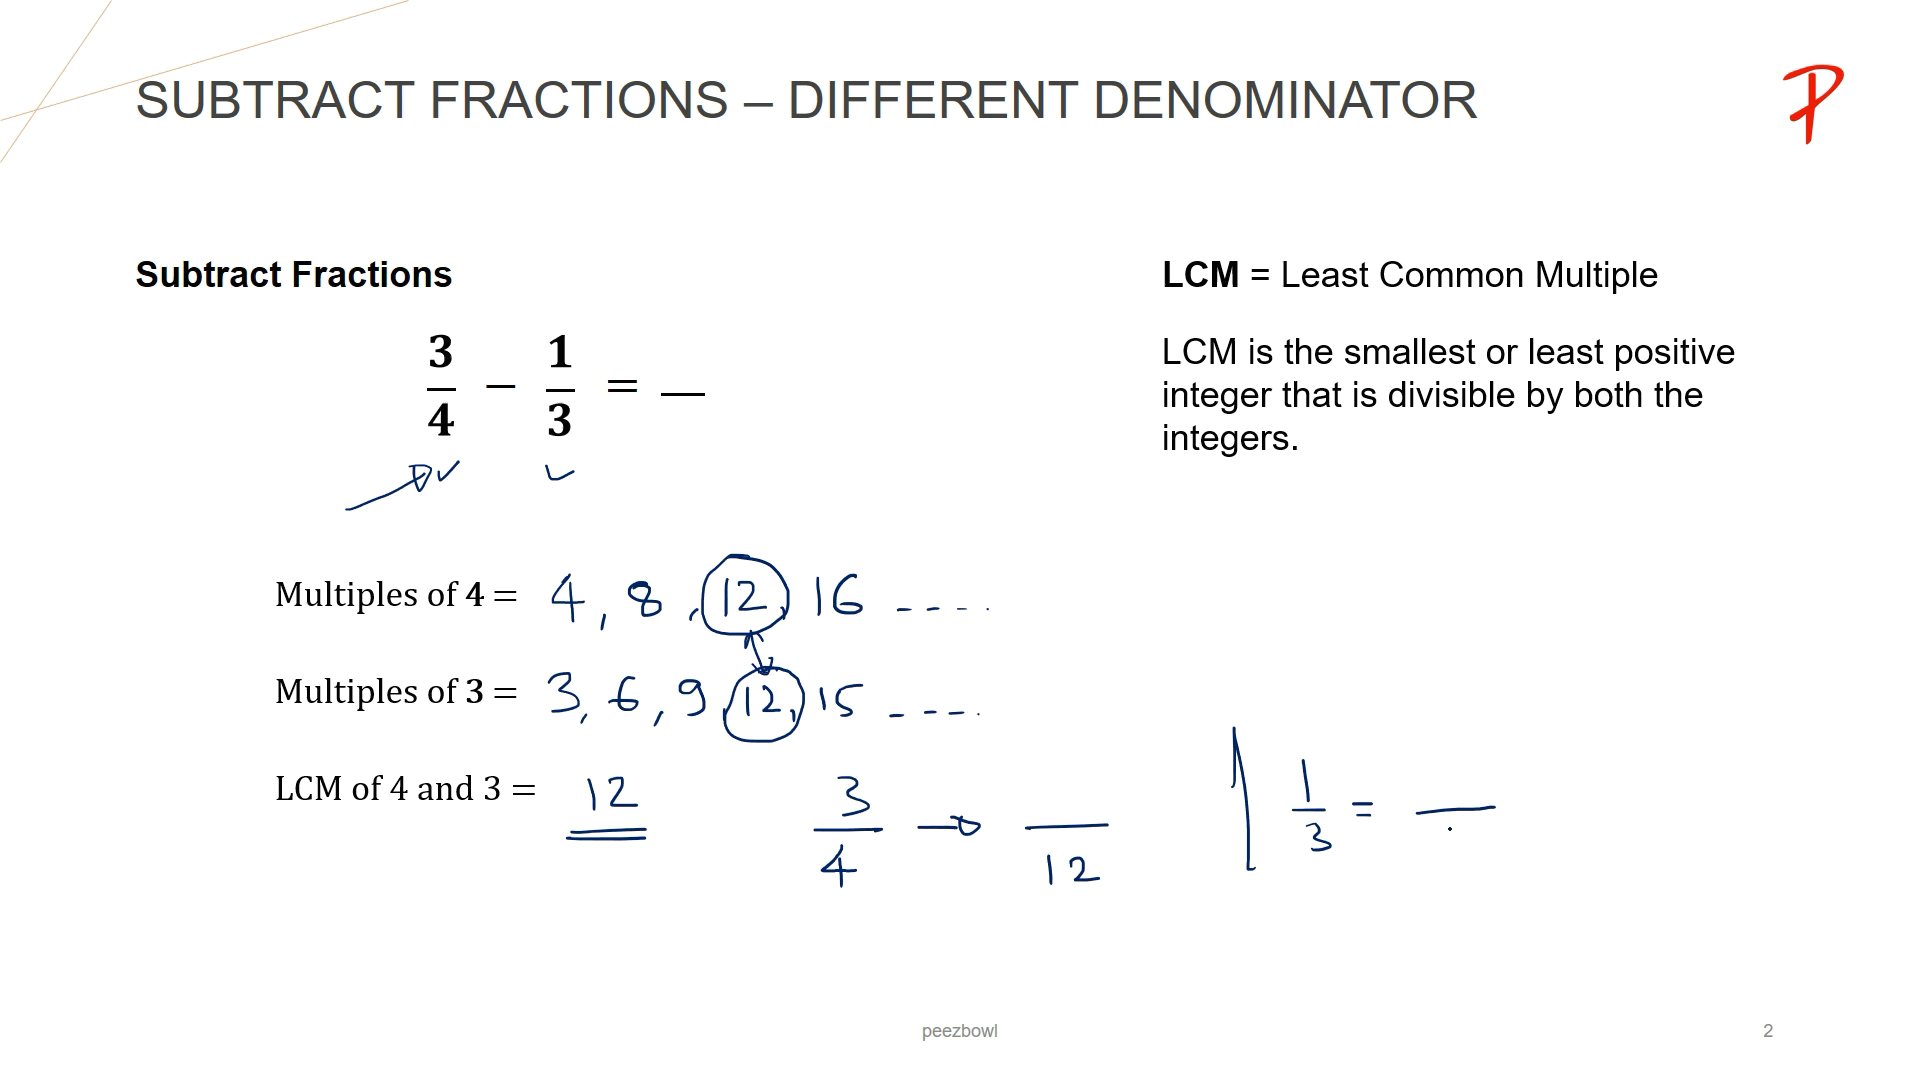 SUBTRACT FRACTIONS – DIFFERENT DENOMINATOR
Subtract Fractions
3/4 − 1/3 = __
LCM = Least Common Multiple
LCM is the smallest or least positive
integer that is divisible by both the
integers.
Multiples of 4 = 4, 8, 12, 16 ----.
Multiples of 3 = 3, 6, 9, 12, 15 ----.
LCM of 4 and 3 = 12
3/4 → __/12
1/3 = __
peezbowl
2